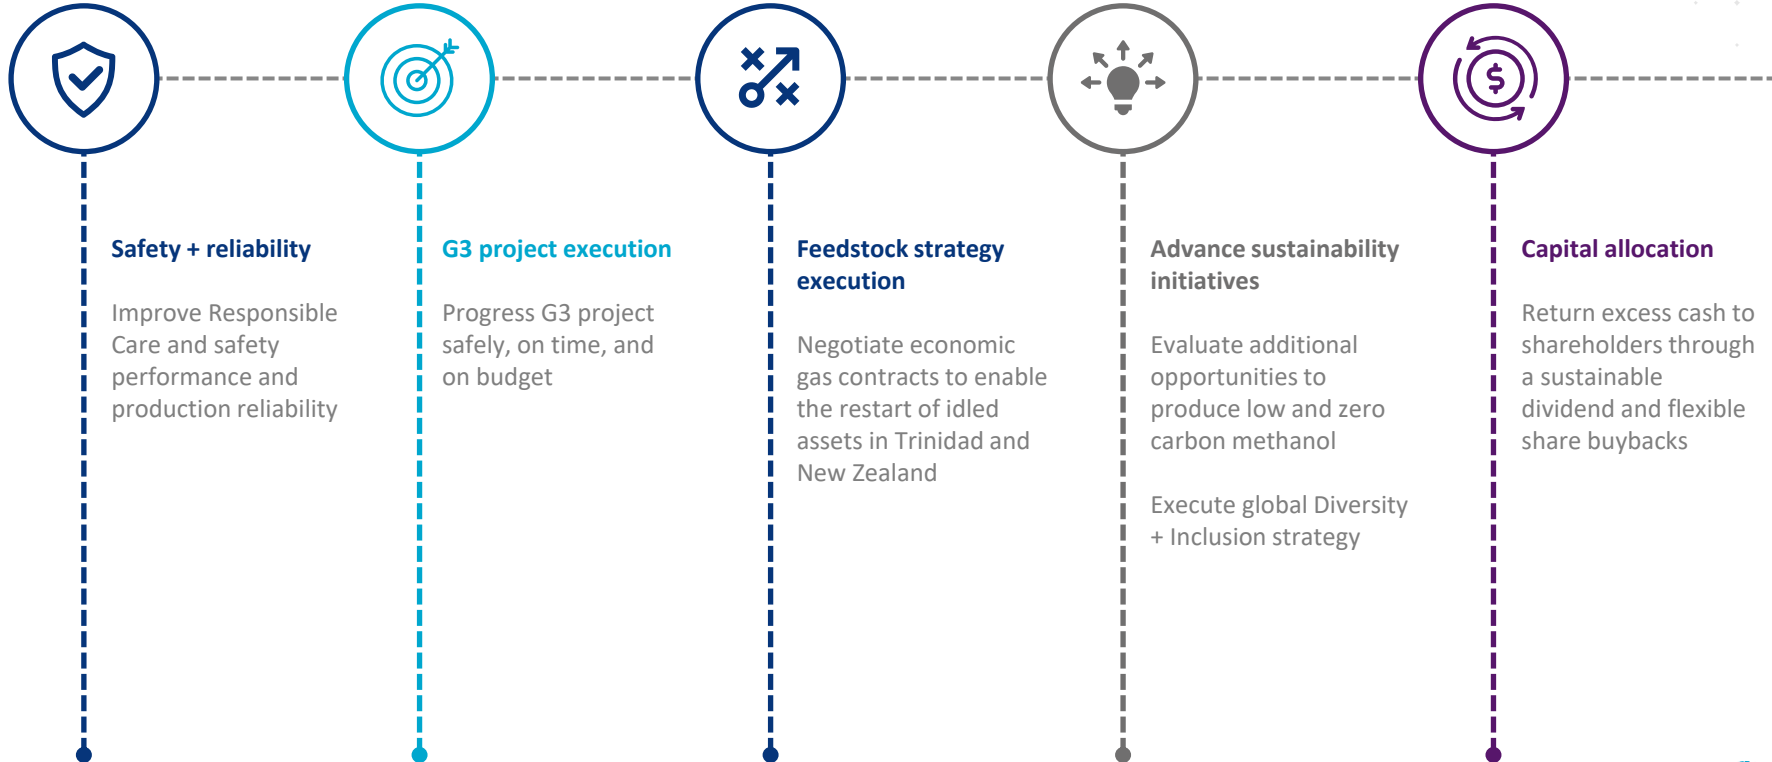 Safety + reliability
Improve Responsible
Care and safety
performance and
production reliability
G3 project execution
Progress G3 project
safely, on time, and
on budget
Feedstock strategy
execution
Negotiate economic
gas contracts to enable
the restart of idled
assets in Trinidad and
New Zealand
Advance sustainability
initiatives
Evaluate additional
opportunities to
produce low and zero
carbon methanol
Execute global Diversity
+ Inclusion strategy
$
Capital allocation
Return excess cash to
shareholders through
a sustainable
dividend and flexible
share buybacks